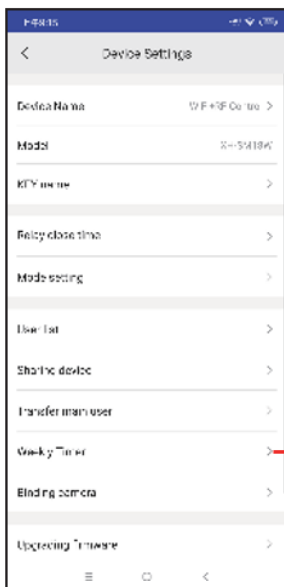 Device Settings
Device Name
Model
KEY name
Relay close time
Mode setting
User list
Sharing device
Transfer main user
Weekly Timer
Binding camera
Upgrading firmware